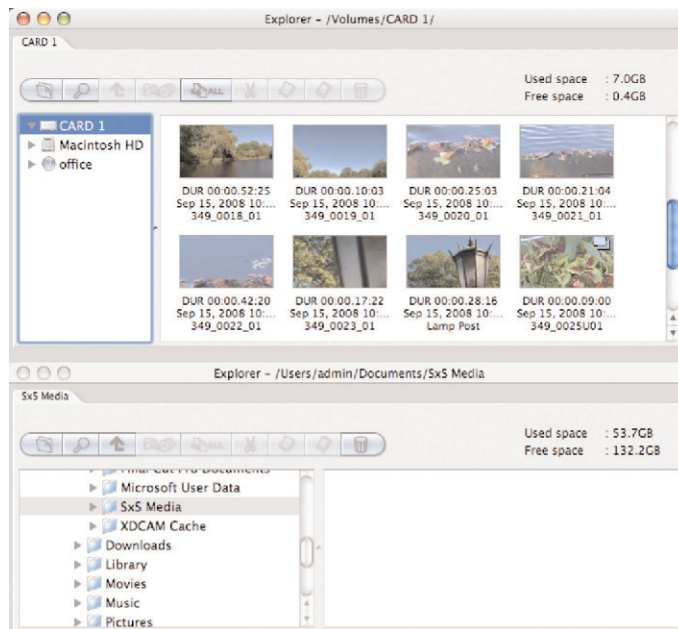 Explorer - /Volumes/CARD 1/
CARD 1
ALL
Used space : 7.0GB
Free space : 0.4GB
CARD 1
Macintosh HD
office
DUR 00:00.52:25
Sep 15, 2008 10:...
349_0018_01
DUR 00:00.10:03
Sep 15, 2008 10:...
349_0019_01
DUR 00:00.25:03
Sep 15, 2008 10:...
349_0020_01
DUR 00:00.21:04
Sep 15, 2008 10:...
349_0021_01
DUR 00:00.42:20
Sep 15, 2008 10:...
349_0022_01
DUR 00:00.17:22
Sep 15, 2008 10:...
349_0023_01
DUR 00:00.28:16
Sep 15, 2008 10:...
Lamp Post
DUR 00:00.09:00
Sep 15, 2008 10:...
349_0025U01
Explorer - /Users/admin/Documents/SxS Media
SxS Media
ALL
Used space : 53.7GB
Free space : 132.2GB
Final Cut Pro Documents
Microsoft User Data
SxS Media
XDCAM Cache
Downloads
Library
Movies
Music
Pictures